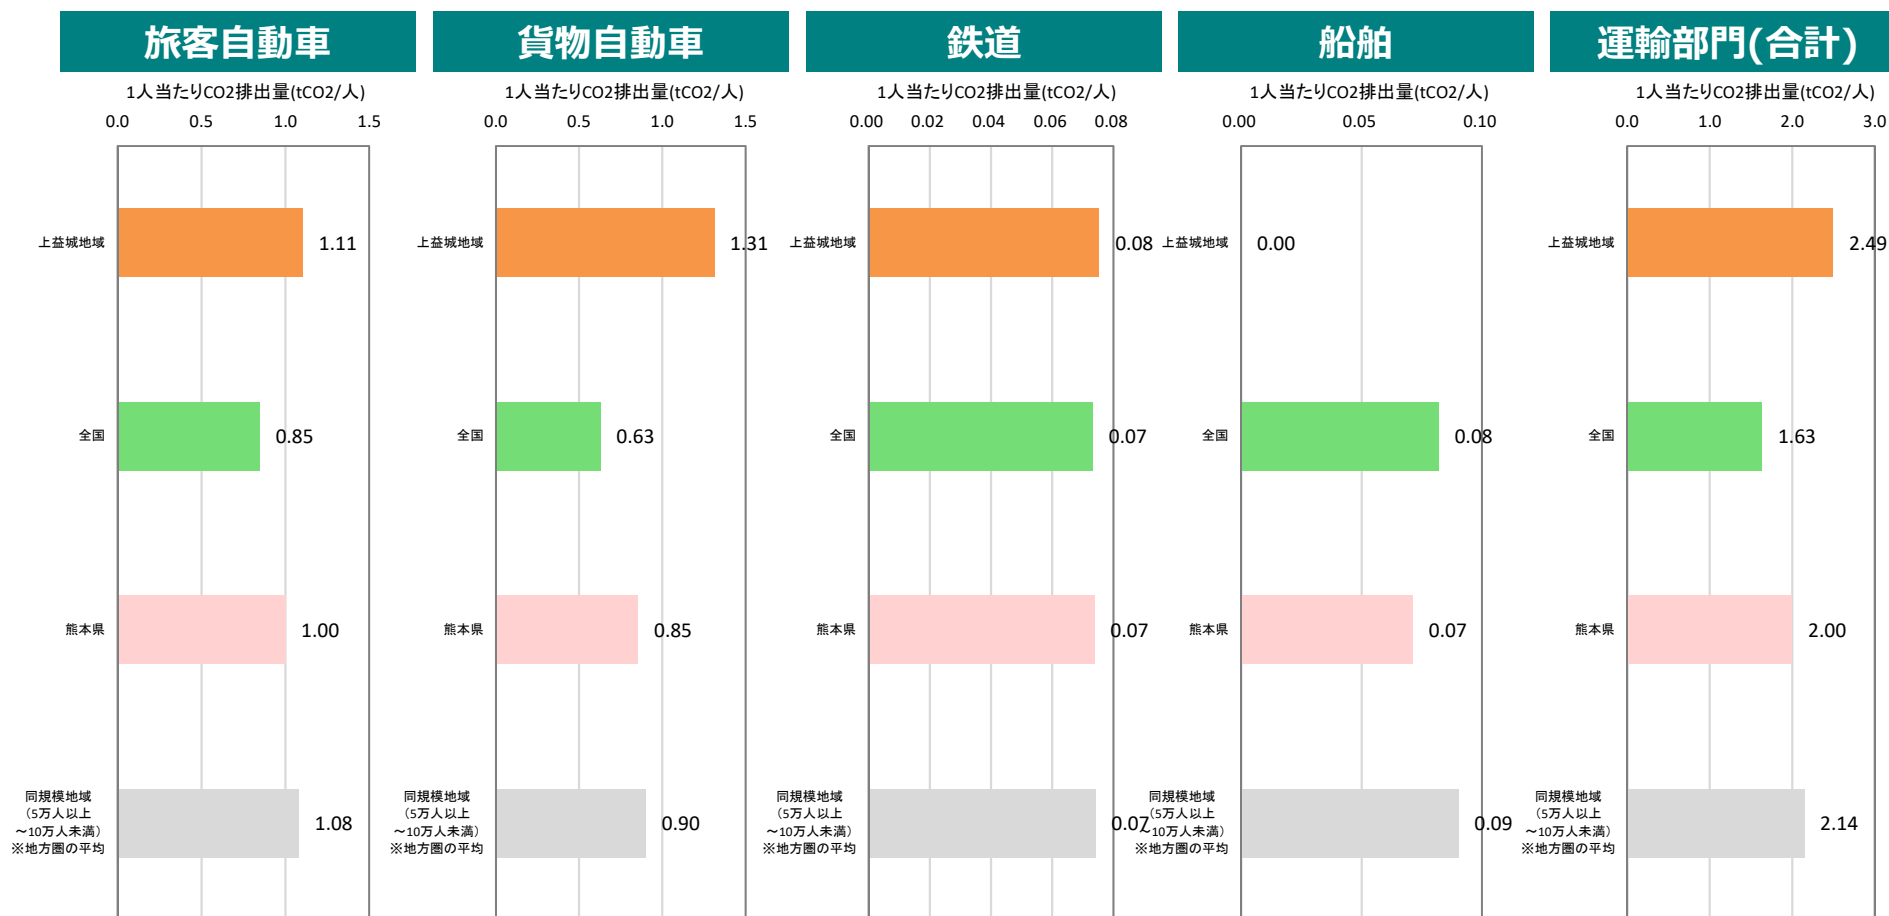 旅客自動車
1人当たりCO2排出量(tCO2/人)
0.0 0.5 1.0 1.5
上益城地域 1.11
全国 0.85
熊本県 1.00
同規模地域
（5万人以上
～10万人未満）
※地方圏の平均
1.08
貨物自動車
1人当たりCO2排出量(tCO2/人)
0.0 0.5 1.0 1.5
上益城地域 1.31
全国 0.63
熊本県 0.85
同規模地域
（5万人以上
～10万人未満）
※地方圏の平均
0.90
鉄道
1人当たりCO2排出量(tCO2/人)
0.00 0.02 0.04 0.06 0.08
上益城地域 0.08
全国 0.07
熊本県 0.07
同規模地域
（5万人以上
～10万人未満）
※地方圏の平均
0.07
船舶
1人当たりCO2排出量(tCO2/人)
0.00 0.05 0.10
上益城地域 0.00
全国 0.08
熊本県 0.07
同規模地域
（5万人以上
～10万人未満）
※地方圏の平均
0.09
運輸部門(合計)
1人当たりCO2排出量(tCO2/人)
0.0 1.0 2.0 3.0
上益城地域 2.49
全国 1.63
熊本県 2.00
同規模地域
（5万人以上
～10万人未満）
※地方圏の平均
2.14